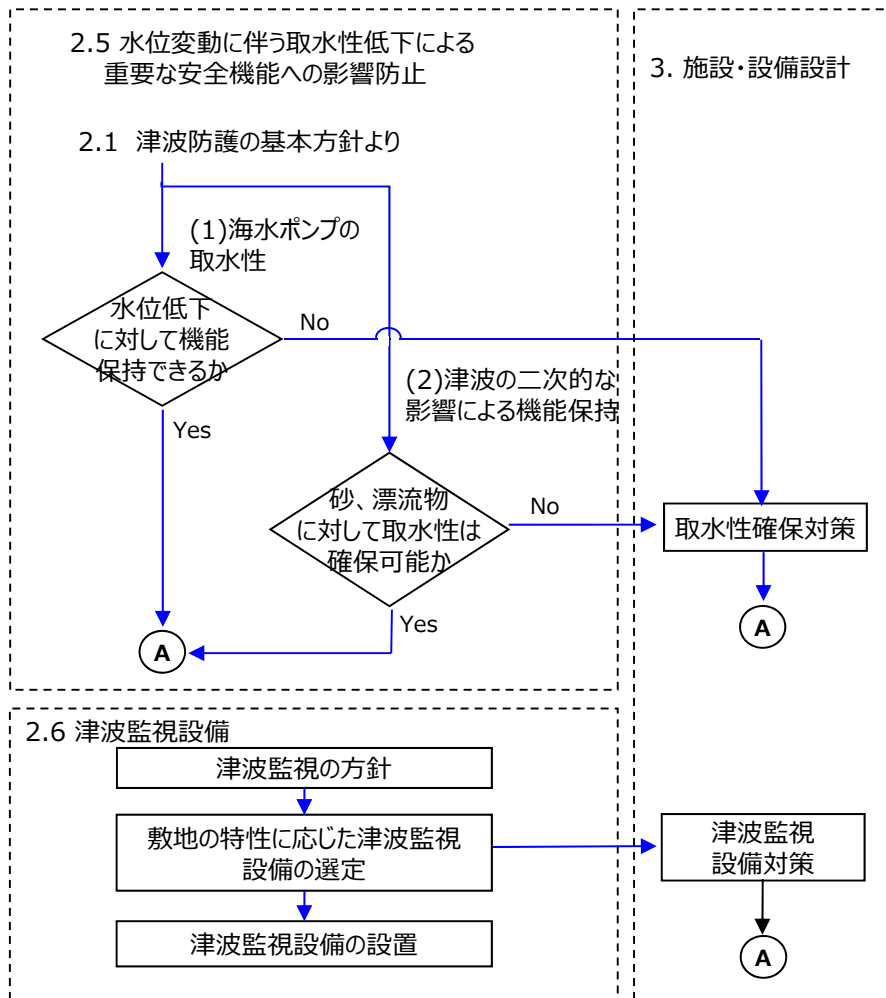 2.5 水位変動に伴う取水性低下による
重要な安全機能への影響防止
3. 施設・設備設計
2.1 津波防護の基本方針より
(1)海水ポンプの
取水性
水位低下
に対して機能
保持できるか
No
Yes
(2)津波の二次的な
影響による機能保持
砂、漂流物
に対して取水性は
確保可能か
No
Yes
取水性確保対策
A
A
2.6 津波監視設備
津波監視の方針
敷地の特性に応じた津波監視
設備の選定
津波監視設備の設置
津波監視
設備対策
A